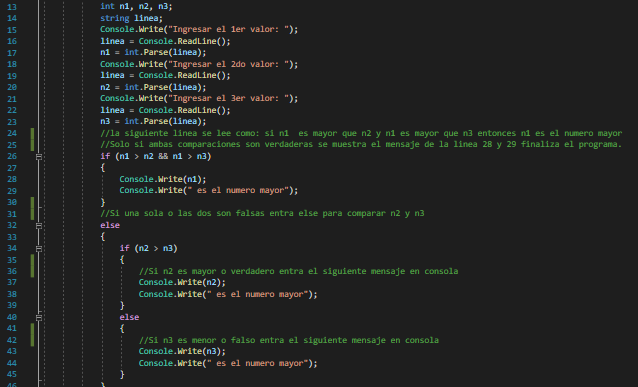 13 int n1, n2, n3;
14 string linea;
15 Console.Write("Ingresar el 1er valor: ");
16 linea = Console.ReadLine();
17 n1 = int.Parse(linea);
18 Console.Write("Ingresar el 2do valor: ");
19 linea = Console.ReadLine();
20 n2 = int.Parse(linea);
21 Console.Write("Ingresar el 3er valor: ");
22 linea = Console.ReadLine();
23 n3 = int.Parse(linea);
24 //la siguiente linea se lee como: si n1  es mayor que n2 y n1 es mayor que n3 entonces n1 es el numero mayor
25 //Solo si ambas comparaciones son verdaderas se muestra el mensaje de la linea 28 y 29 finaliza el programa.
26 if (n1 > n2 && n1 > n3)
27 {
28 Console.Write(n1);
29 Console.Write(" es el numero mayor");
30 }
31 //Si una sola o las dos son falsas entra else para comparar n2 y n3
32 else
33 {
34 if (n2 > n3)
35 {
36 //Si n2 es mayor o verdadero entra el siguiente mensaje en consola
37 Console.Write(n2);
38 Console.Write(" es el numero mayor");
39 }
40 else
41 {
42 //Si n3 es menor o falso entra el siguiente mensaje en consola
43 Console.Write(n3);
44 Console.Write(" es el numero mayor");
45 }
46 }